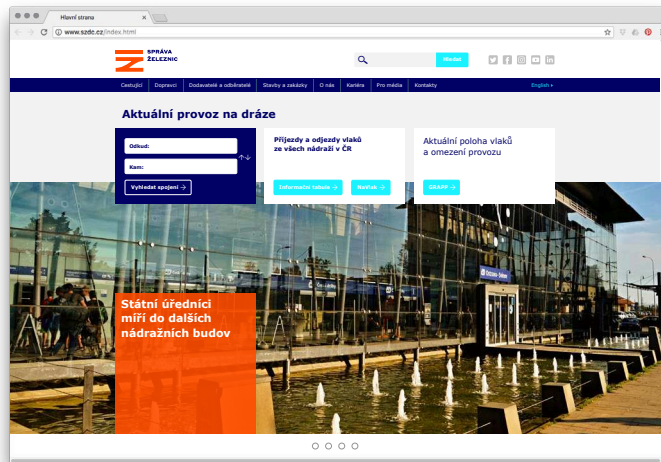 Hlavní strana
www.szdc.cz/index.html
SPRÁVA
ŽELEZNIC
Hledat
Cestující Dopravci Dodavatelé a odběratelé Stavby a zakázky O nás Kariéra Pro média Kontakty English
Aktuální provoz na dráze
Odkud:
Kam:
Vyhledat spojení →
Příjezdy a odjezdy vlaků
ze všech nádraží v ČR
Informační tabule → NaVlak →
Aktuální poloha vlaků
a omezení provozu
GRAPP →
Státní úředníci
míří do dalších
nádražních budov